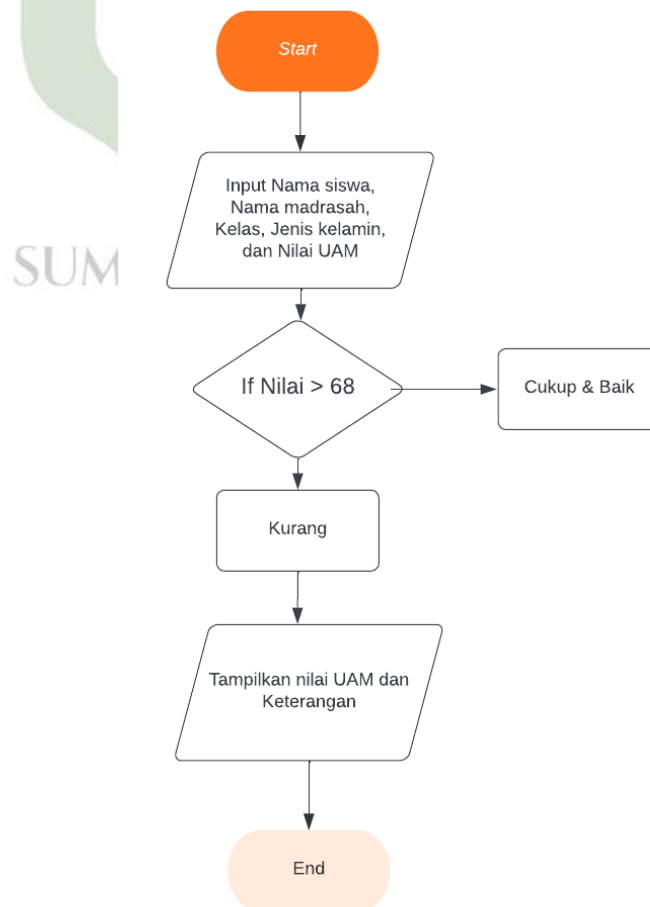 Start
Input Nama siswa,
Nama madrasah,
Kelas, Jenis kelamin,
dan Nilai UAM
SUM
If Nilai > 68
Cukup & Baik
Kurang
Tampilkan nilai UAM dan
Keterangan
End